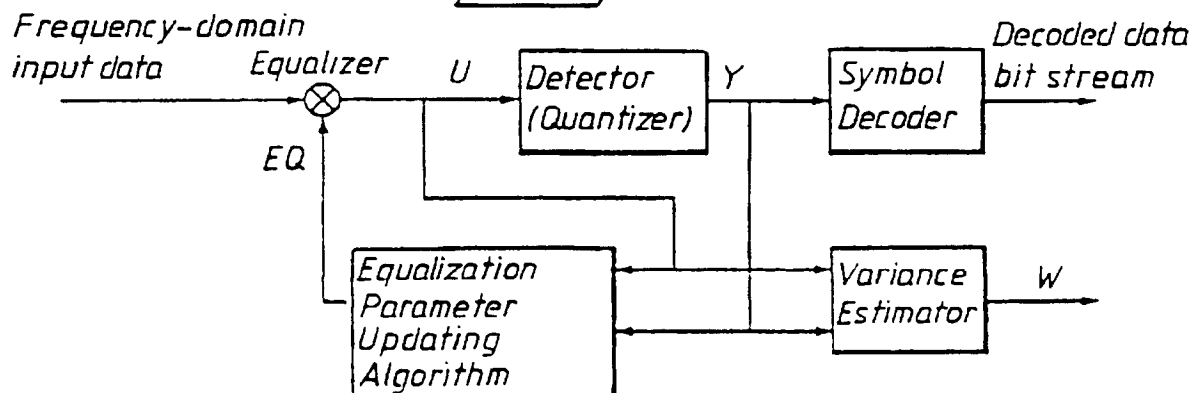 Frequency-domain
input data
Equalizer
U
Detector
(Quantizer)
Y
Symbol
Decoder
Decoded data
bit stream
EQ
Equalization
Parameter
Updating
Algorithm
Variance
Estimator
W